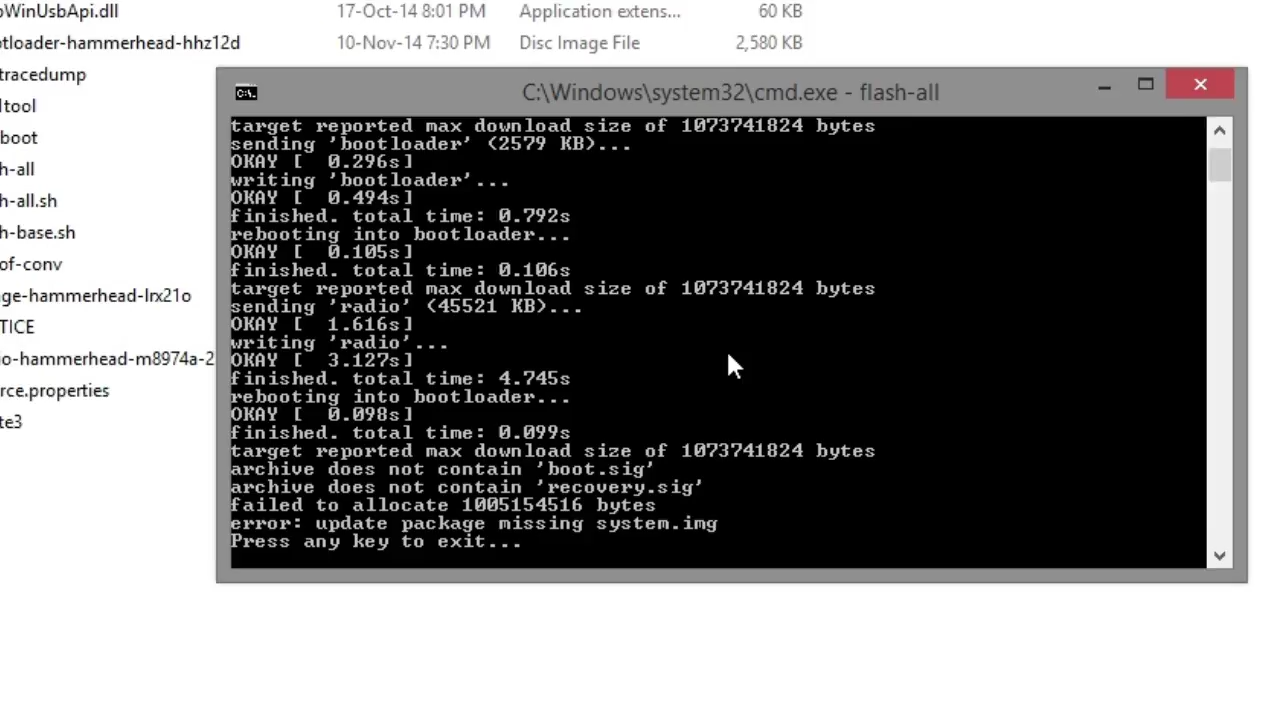 oWinUsbApi.dll 17-Oct-14 8:01 PM Application extens... 60 KB
otloader-hammerhead-hhz12d 10-Nov-14 7:30 PM Disc Image File 2,580 KB
tracedump
ltool
boot
h-all
h-all.sh
h-base.sh
of-conv
ge-hammerhead-lrx21o
TICE
io-hammerhead-m8974a-2
rce.properties
te3
C:\Windows\system32\cmd.exe - flash-all
target reported max download size of 1073741824 bytes
sending 'bootloader' (2579 KB)...
OKAY [  0.296s]
writing 'bootloader'...
OKAY [  0.494s]
finished. total time: 0.792s
rebooting into bootloader...
OKAY [  0.105s]
finished. total time: 0.106s
target reported max download size of 1073741824 bytes
sending 'radio' (45521 KB)...
OKAY [  1.616s]
writing 'radio'...
OKAY [  3.127s]
finished. total time: 4.745s
rebooting into bootloader...
OKAY [  0.098s]
finished. total time: 0.099s
target reported max download size of 1073741824 bytes
archive does not contain 'boot.sig'
archive does not contain 'recovery.sig'
failed to allocate 1005154516 bytes
error: update package missing system.img
Press any key to exit...